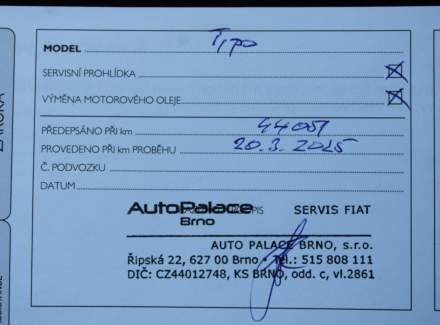 MODEL Tipo
SERVISNÍ PROHLÍDKA
VÝMĚNA MOTOROVÉHO OLEJE
PŘEDEPSÁNO PŘI km 44051
PROVEDENO PŘI KM PROBĚHU 20.3.2025
Č. PODVOZKU
DATUM
AutoPalace SERVIS FIAT
Brno
AUTO PALACE BRNO, s.r.o.
Řipská 22, 627 00 Brno • Tel.: 515 808 111
DIČ: CZ44012748, KS BRNO, odd. c, vl.2861